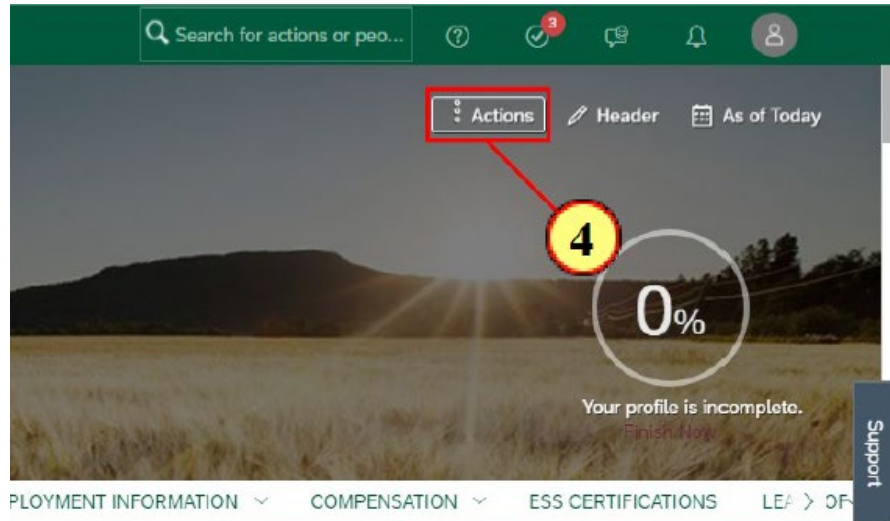 Search for actions or peo...
3
Actions
Header
As of Today
4
0%
Your profile is incomplete.
Finish Now
Support
PLOYMENT INFORMATION
COMPENSATION
ESS CERTIFICATIONS
LEA
OF